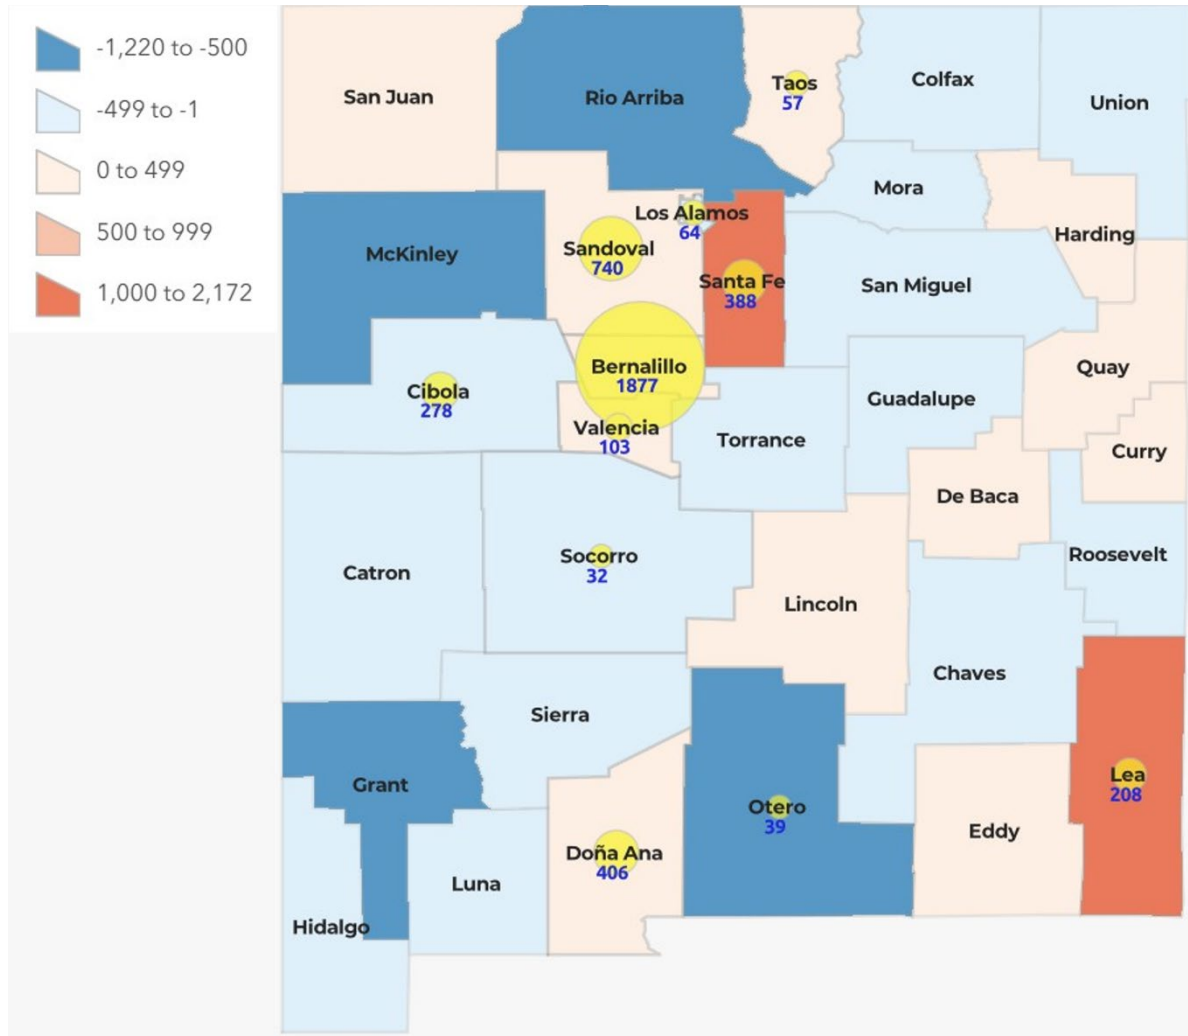 -1,220 to -500
-499 to -1
0 to 499
500 to 999
1,000 to 2,172
San Juan
Rio Arriba
Taos
57
Colfax
Union
Mora
Los Alamos
64
Harding
McKinley
Sandoval
740
Santa Fe
388
San Miguel
Bernalillo
1877
Quay
Cibola
278
Guadalupe
Valencia
103
Torrance
Curry
De Baca
Socorro
32
Roosevelt
Catron
Lincoln
Chaves
Sierra
Grant
Otero
39
Lea
208
Eddy
Doña Ana
406
Luna
Hidalgo